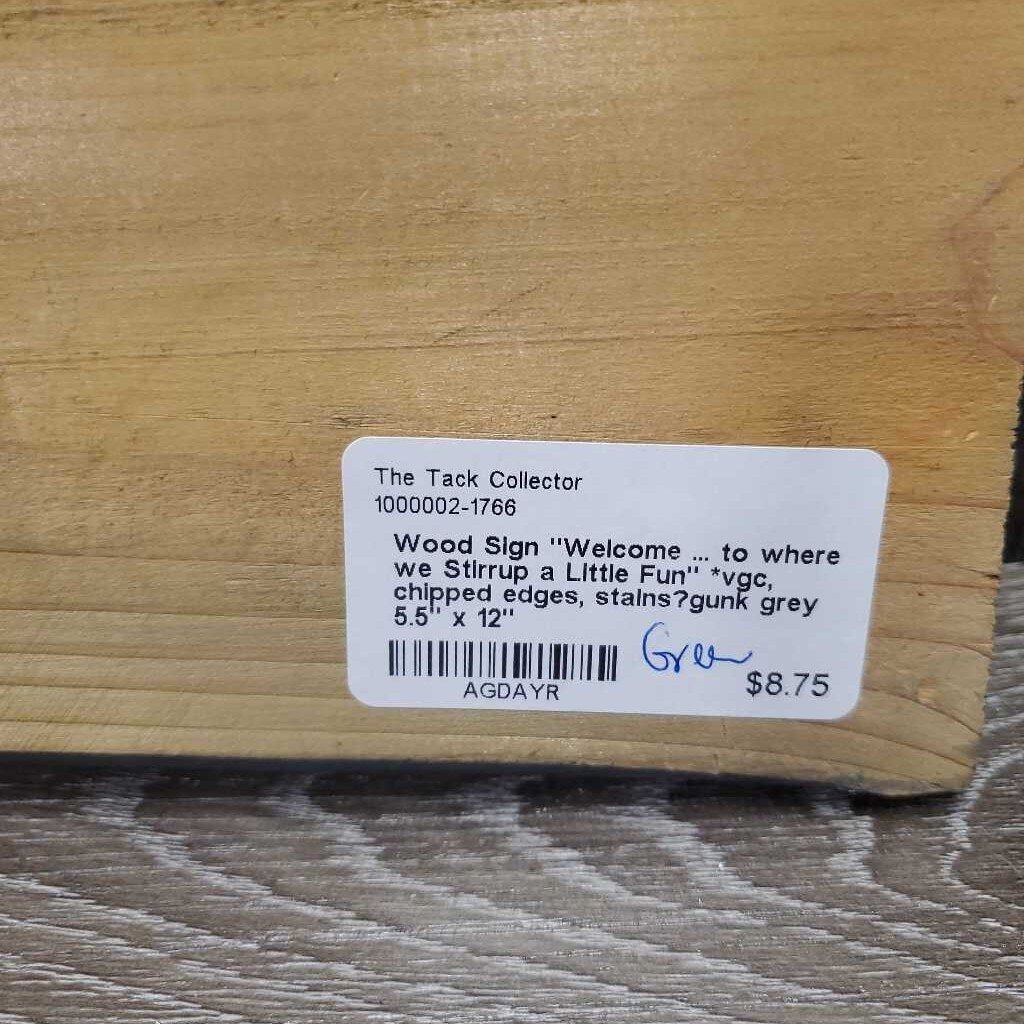 The Tack Collector
1000002-1766
Wood Sign "Welcome ... to where
we Stirrup a Little Fun" *vgc,
chipped edges, stains?gunk grey
5.5" x 12"
Green
$8.75
AGDAYR